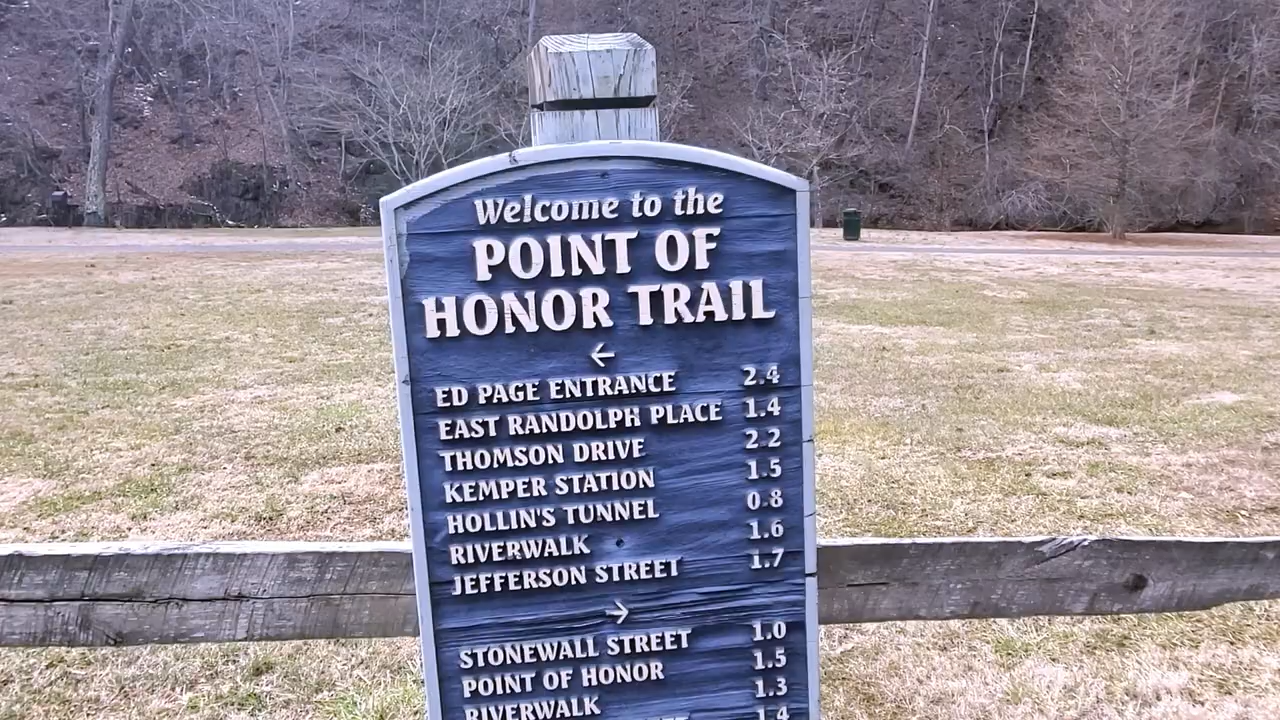 Welcome to the
POINT OF
HONOR TRAIL
←
ED PAGE ENTRANCE 2.4
EAST RANDOLPH PLACE 1.4
THOMSON DRIVE 2.2
KEMPER STATION 1.5
HOLLIN'S TUNNEL 0.8
RIVERWALK 1.6
JEFFERSON STREET 1.7
→
STONEWALL STREET 1.0
POINT OF HONOR 1.5
RIVERWALK 1.3
1.4